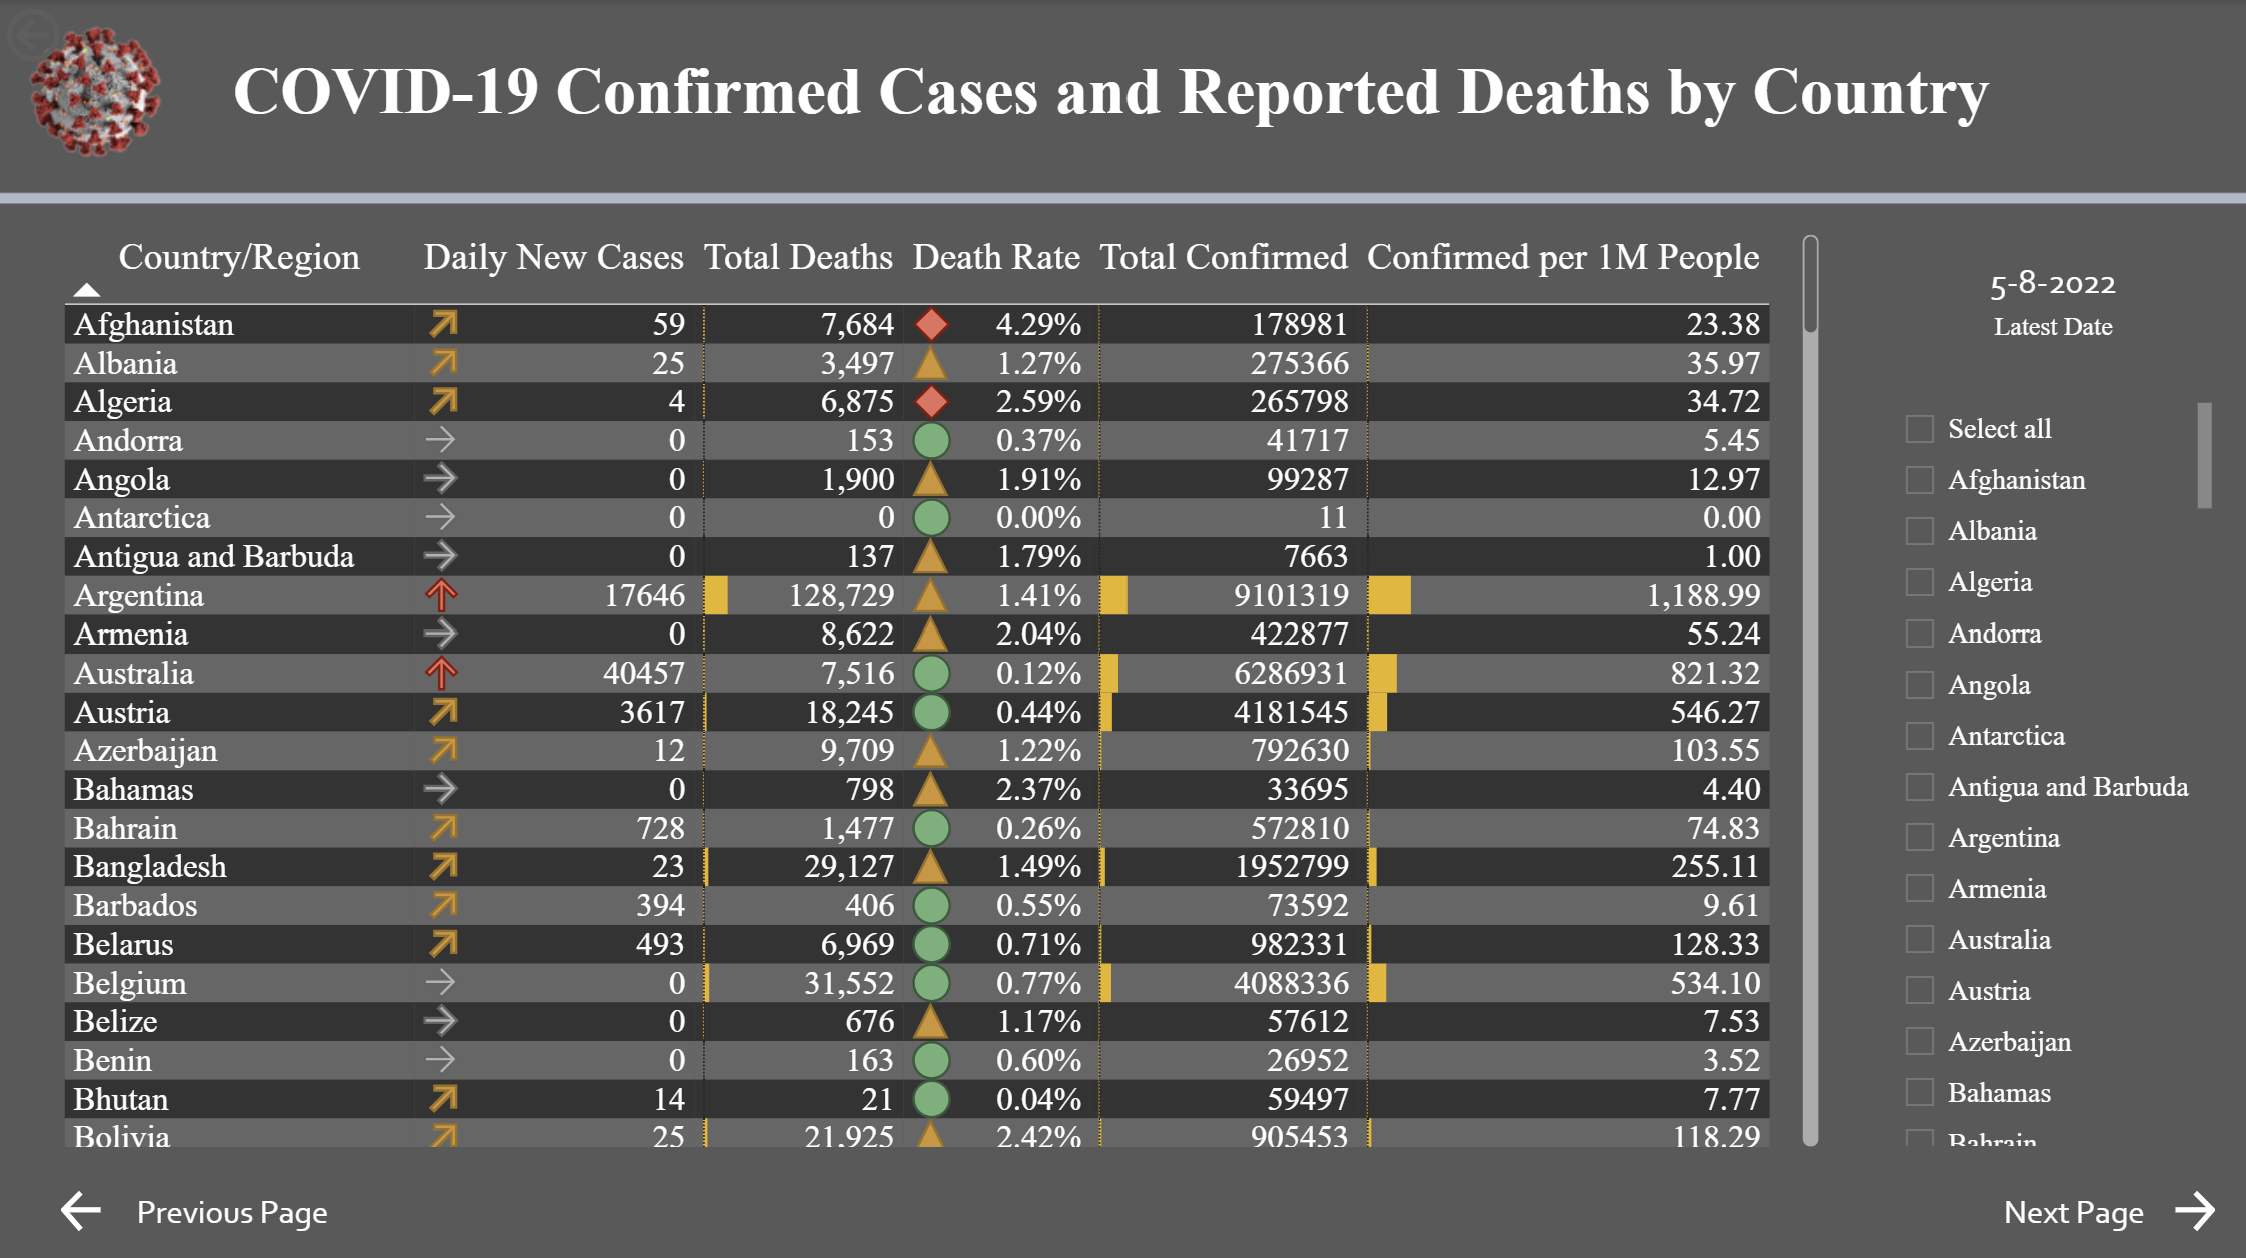 COVID-19 Confirmed Cases and Reported Deaths by Country
Country/Region Daily New Cases Total Deaths Death Rate Total Confirmed Confirmed per 1M People
Afghanistan 59 7,684 4.29% 178981 23.38
Albania 25 3,497 1.27% 275366 35.97
Algeria 4 6,875 2.59% 265798 34.72
Andorra 0 153 0.37% 41717 5.45
Angola 0 1,900 1.91% 99287 12.97
Antarctica 0 0 0.00% 11 0.00
Antigua and Barbuda 0 137 1.79% 7663 1.00
Argentina 17646 128,729 1.41% 9101319 1,188.99
Armenia 0 8,622 2.04% 422877 55.24
Australia 40457 7,516 0.12% 6286931 821.32
Austria 3617 18,245 0.44% 4181545 546.27
Azerbaijan 12 9,709 1.22% 792630 103.55
Bahamas 0 798 2.37% 33695 4.40
Bahrain 728 1,477 0.26% 572810 74.83
Bangladesh 23 29,127 1.49% 1952799 255.11
Barbados 394 406 0.55% 73592 9.61
Belarus 493 6,969 0.71% 982331 128.33
Belgium 0 31,552 0.77% 4088336 534.10
Belize 0 676 1.17% 57612 7.53
Benin 0 163 0.60% 26952 3.52
Bhutan 14 21 0.04% 59497 7.77
Bolivia 25 21,925 2.42% 905453 118.29
5-8-2022
Latest Date
Select all
Afghanistan
Albania
Algeria
Andorra
Angola
Antarctica
Antigua and Barbuda
Argentina
Armenia
Australia
Austria
Azerbaijan
Bahamas
Bahrain
Previous Page
Next Page